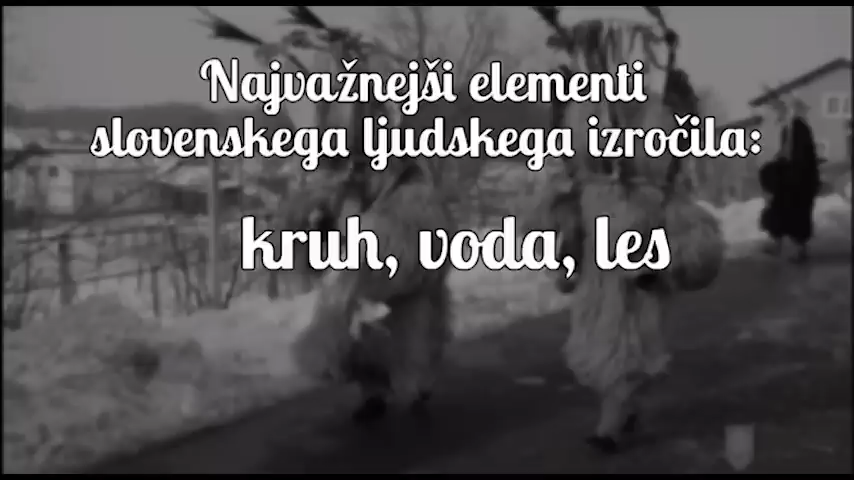 Najvažnejši elementi
slovenskega ljudskega izročila:
kruh, voda, les